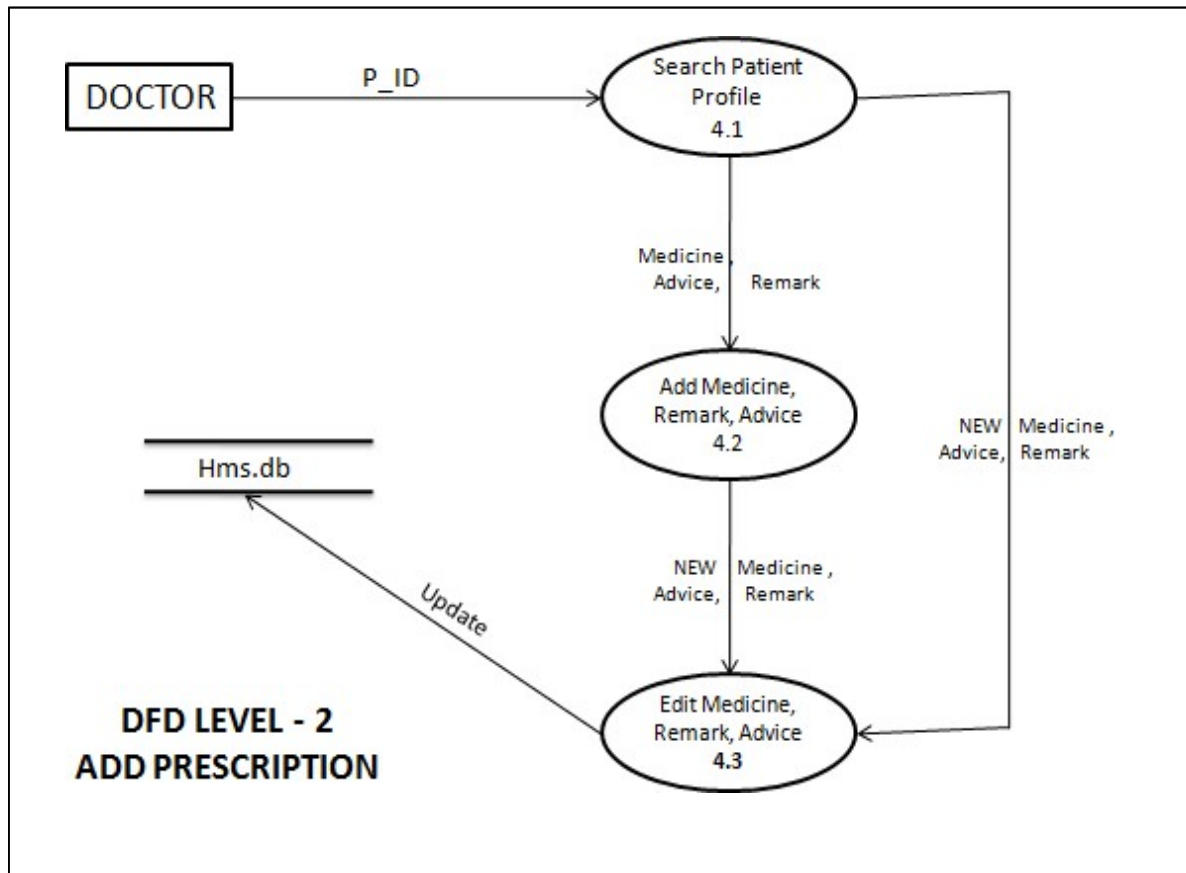 DOCTOR
P_ID
Search Patient
Profile
4.1
Medicine ,
Advice, Remark
Add Medicine,
Remark, Advice
4.2
NEW Medicine ,
Advice, Remark
Hms.db
NEW Medicine ,
Advice, Remark
Update
Edit Medicine,
Remark, Advice
4.3
DFD LEVEL - 2
ADD PRESCRIPTION